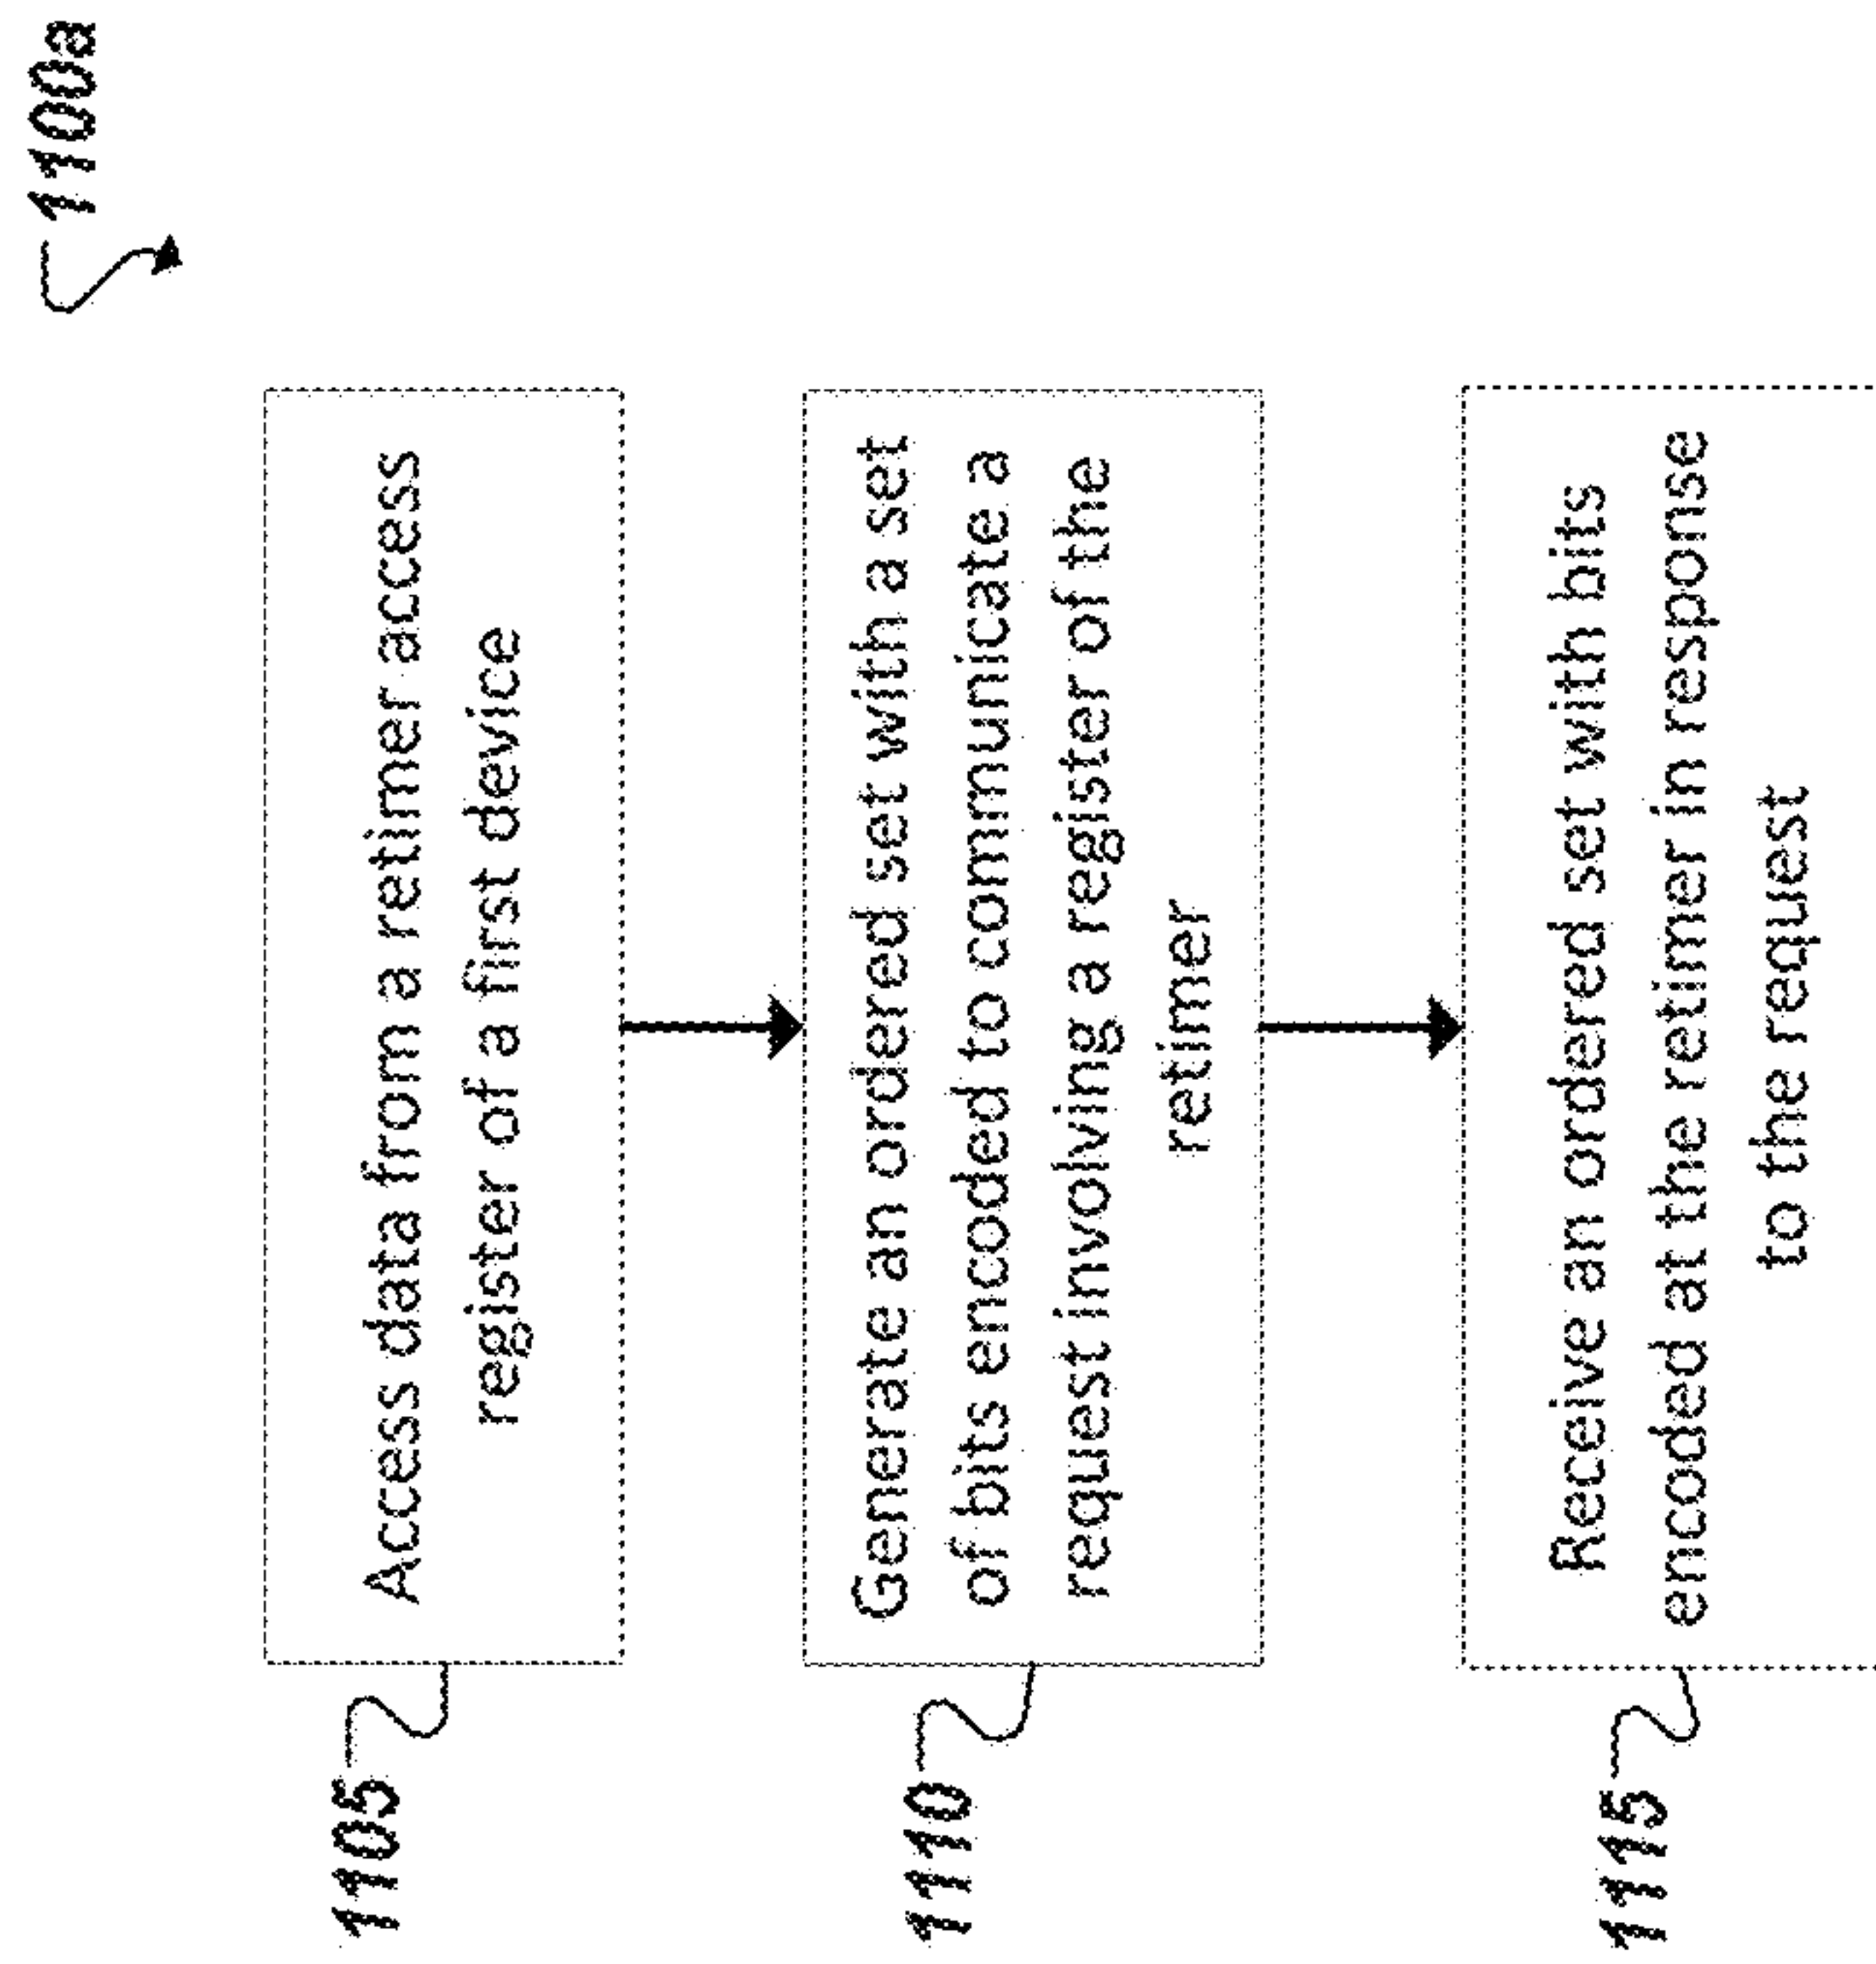 1100a
1105
Access data from a retimer access
register of a first device
1110
Generate an ordered set with a set
of bits encoded to communicate a
request involving a register of the
retimer
1115
Receive an ordered set with bits
encoded at the retimer in response
to the request